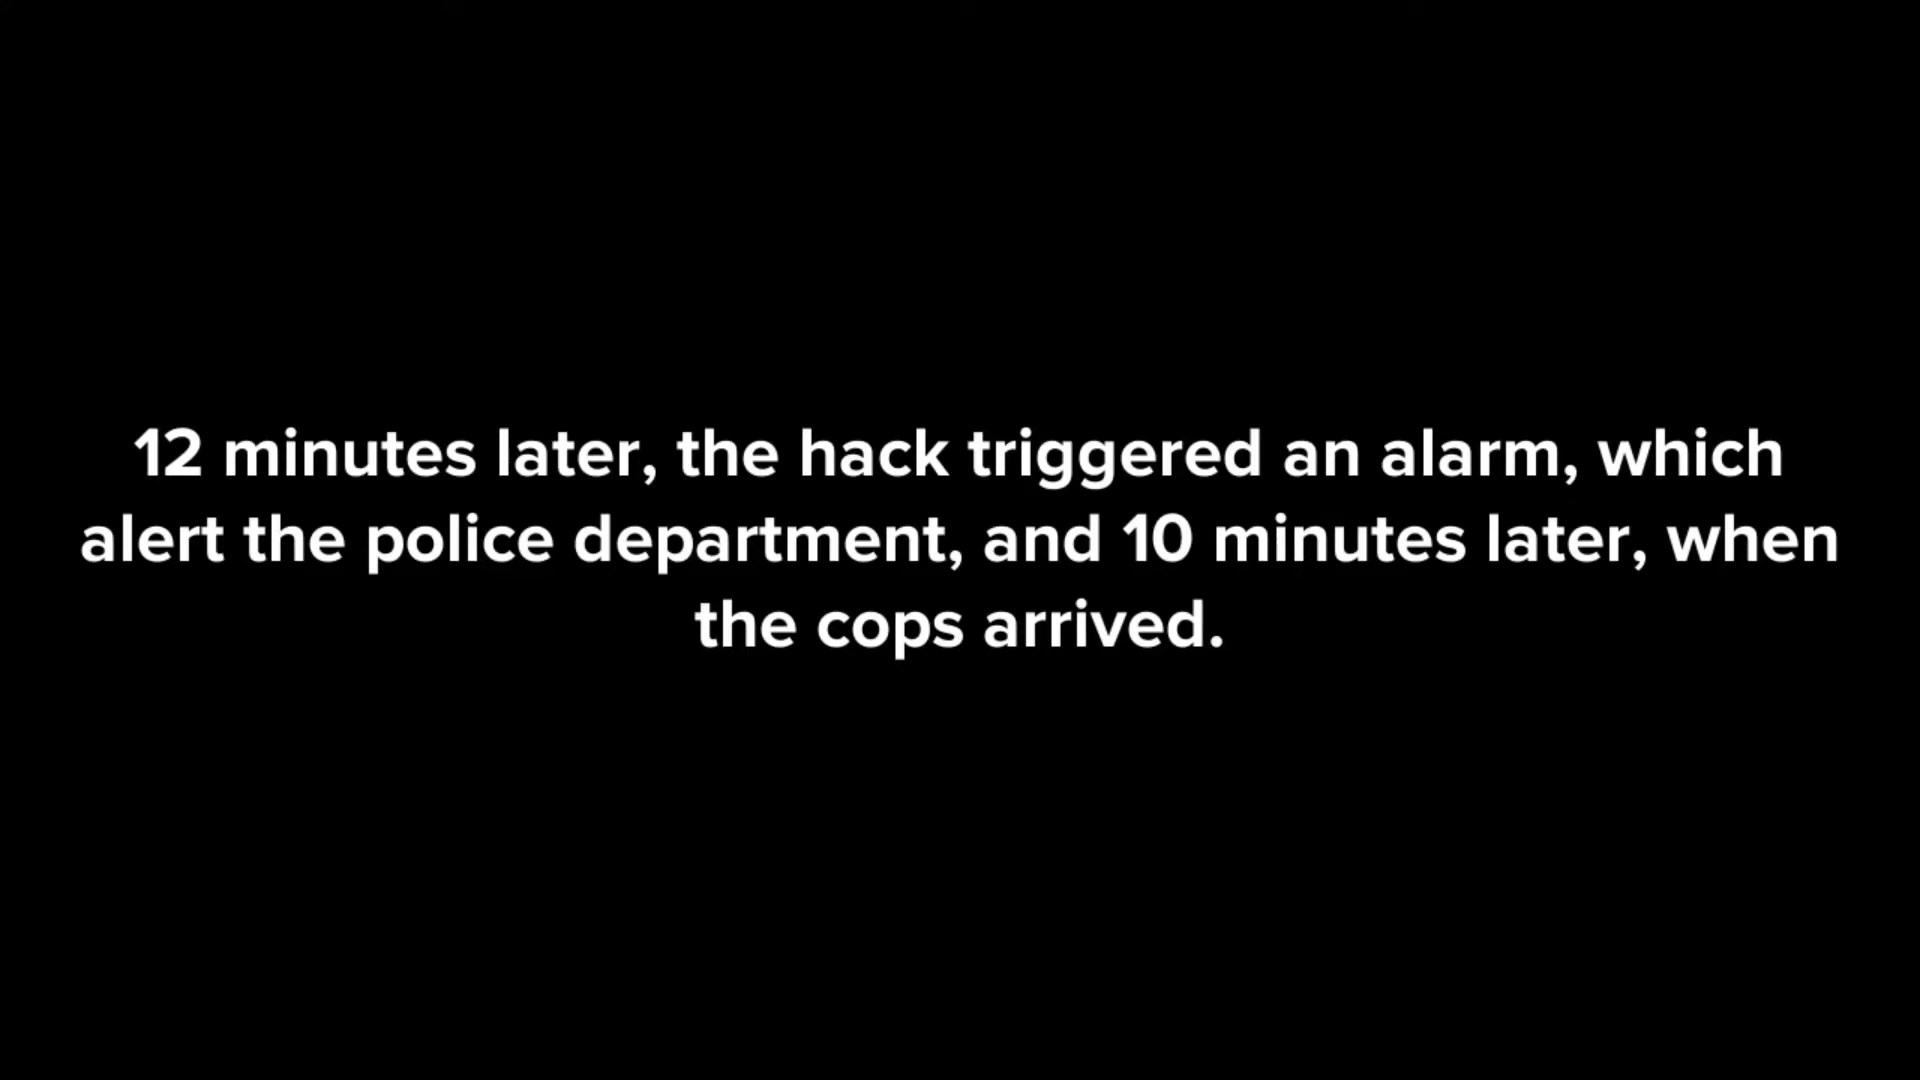 12 minutes later, the hack triggered an alarm, which
alert the police department, and 10 minutes later, when
the cops arrived.